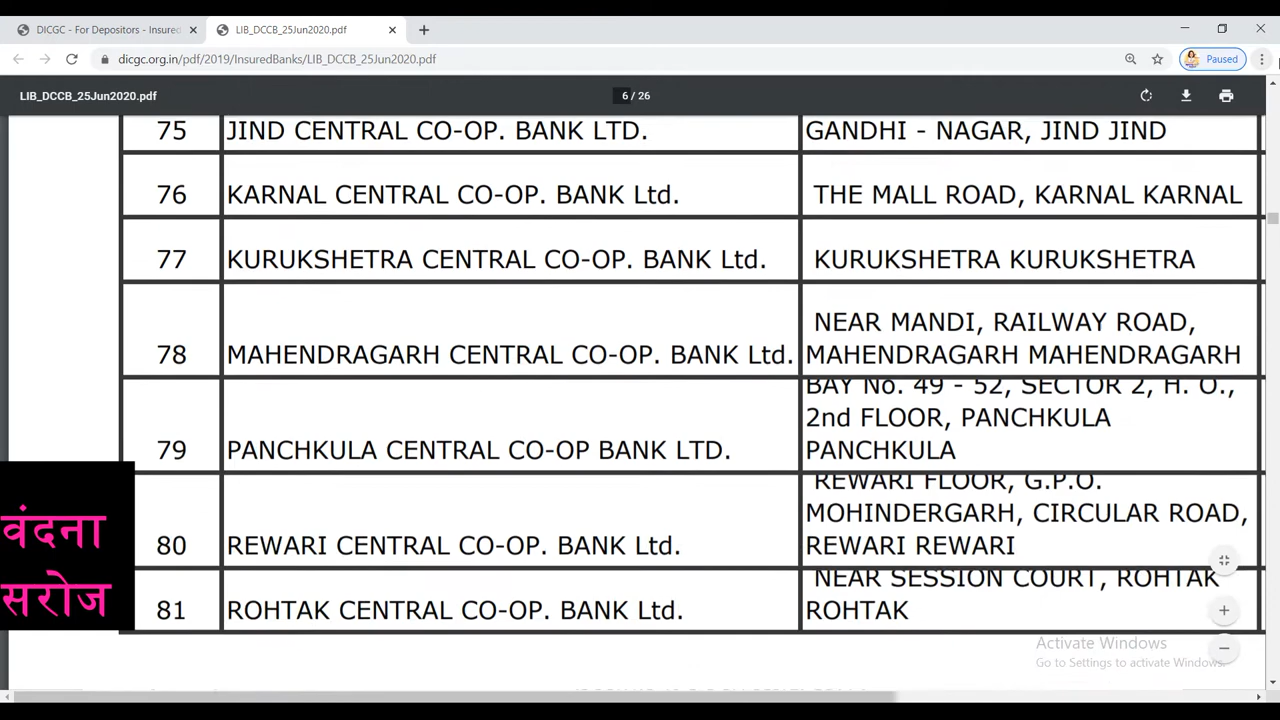 DICGC - For Depositors - Insured
LIB_DCCB_25Jun2020.pdf
dicgc.org.in/pdf/2019/InsuredBanks/LIB_DCCB_25Jun2020.pdf
Paused
LIB_DCCB_25Jun2020.pdf
6 / 26
75 JIND CENTRAL CO-OP. BANK LTD. GANDHI - NAGAR, JIND JIND
76 KARNAL CENTRAL CO-OP. BANK Ltd. THE MALL ROAD, KARNAL KARNAL
77 KURUKSHETRA CENTRAL CO-OP. BANK Ltd. KURUKSHETRA KURUKSHETRA
NEAR MANDI, RAILWAY ROAD,
78 MAHENDRAGARH CENTRAL CO-OP. BANK Ltd. MAHENDRAGARH MAHENDRAGARH
BAY No. 49 - 52, SECTOR 2, H. O.,
2nd FLOOR, PANCHKULA
79 PANCHKULA CENTRAL CO-OP BANK LTD. PANCHKULA
REWARI FLOOR, G.P.O.
MOHINDERGARH, CIRCULAR ROAD,
80 REWARI CENTRAL CO-OP. BANK Ltd. REWARI REWARI
NEAR SESSION COURT, ROHTAK
81 ROHTAK CENTRAL CO-OP. BANK Ltd. ROHTAK
वंदना
सरोज
Activate Windows
Go to Settings to activate Windows.